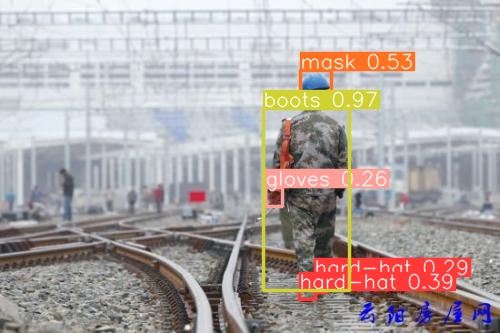 mask 0.53
boots 0.97
gloves 0.26
hard-hat 0.29
hard-hat 0.39
云阳房屋网